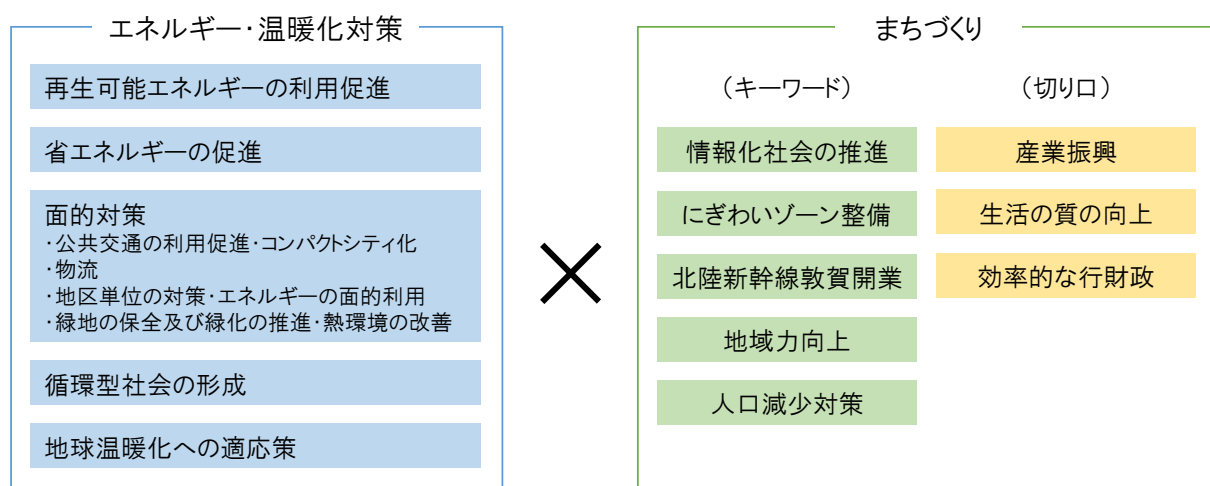 エネルギー・温暖化対策
再生可能エネルギーの利用促進
省エネルギーの促進
面的対策
・公共交通の利用促進・コンパクトシティ化
・物流
・地区単位の対策・エネルギーの面的利用
・緑地の保全及び緑化の推進・熱環境の改善
循環型社会の形成
地球温暖化への適応策
×
まちづくり
（キーワード）
情報化社会の推進
にぎわいゾーン整備
北陸新幹線敦賀開業
地域力向上
人口減少対策
（切り口）
産業振興
生活の質の向上
効率的な行財政